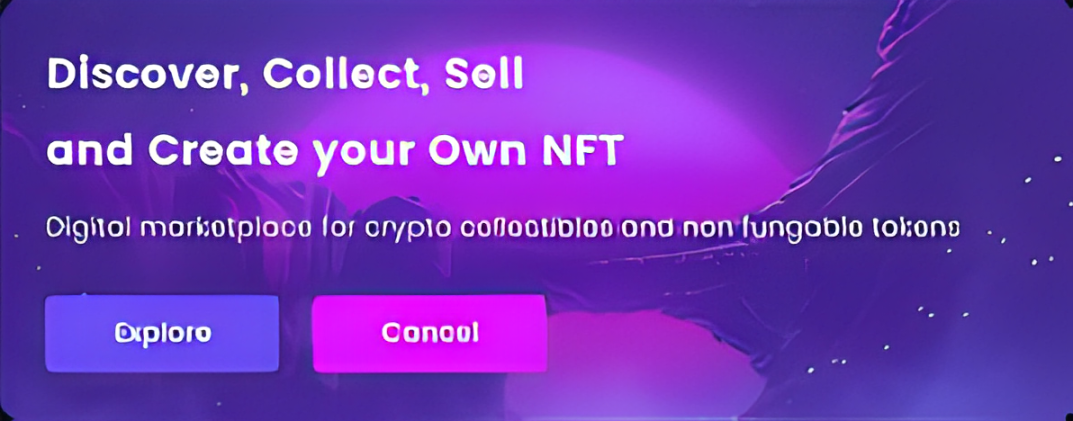 Discover, Collect, Sell
and Create your Own NFT
Digital marketplace for crypto collectibles and non fungable tokens
Explore
Cancel